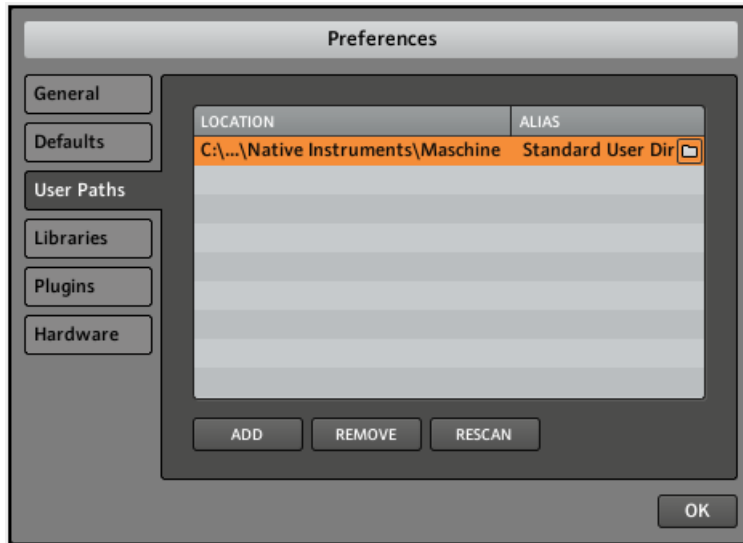 Preferences
General
Defaults
User Paths
Libraries
Plugins
Hardware
LOCATION ALIAS
C:\...\Native Instruments\Maschine Standard User Dir
ADD REMOVE RESCAN
OK